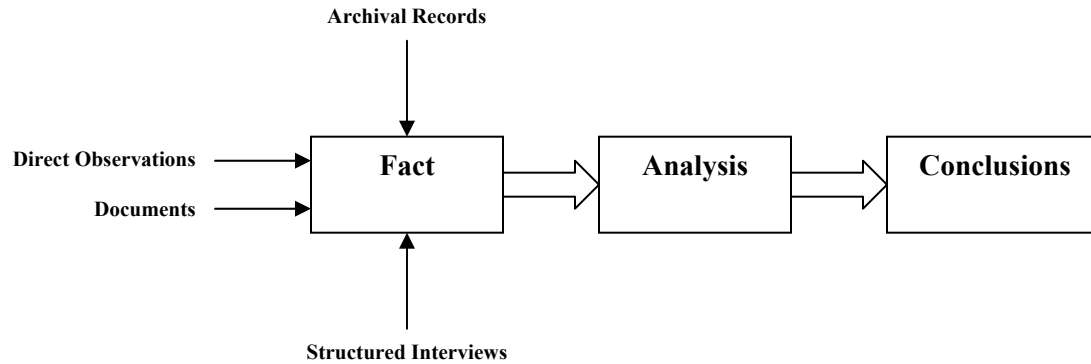 Archival Records
Direct Observations
Documents
Fact
Analysis
Conclusions
Structured Interviews